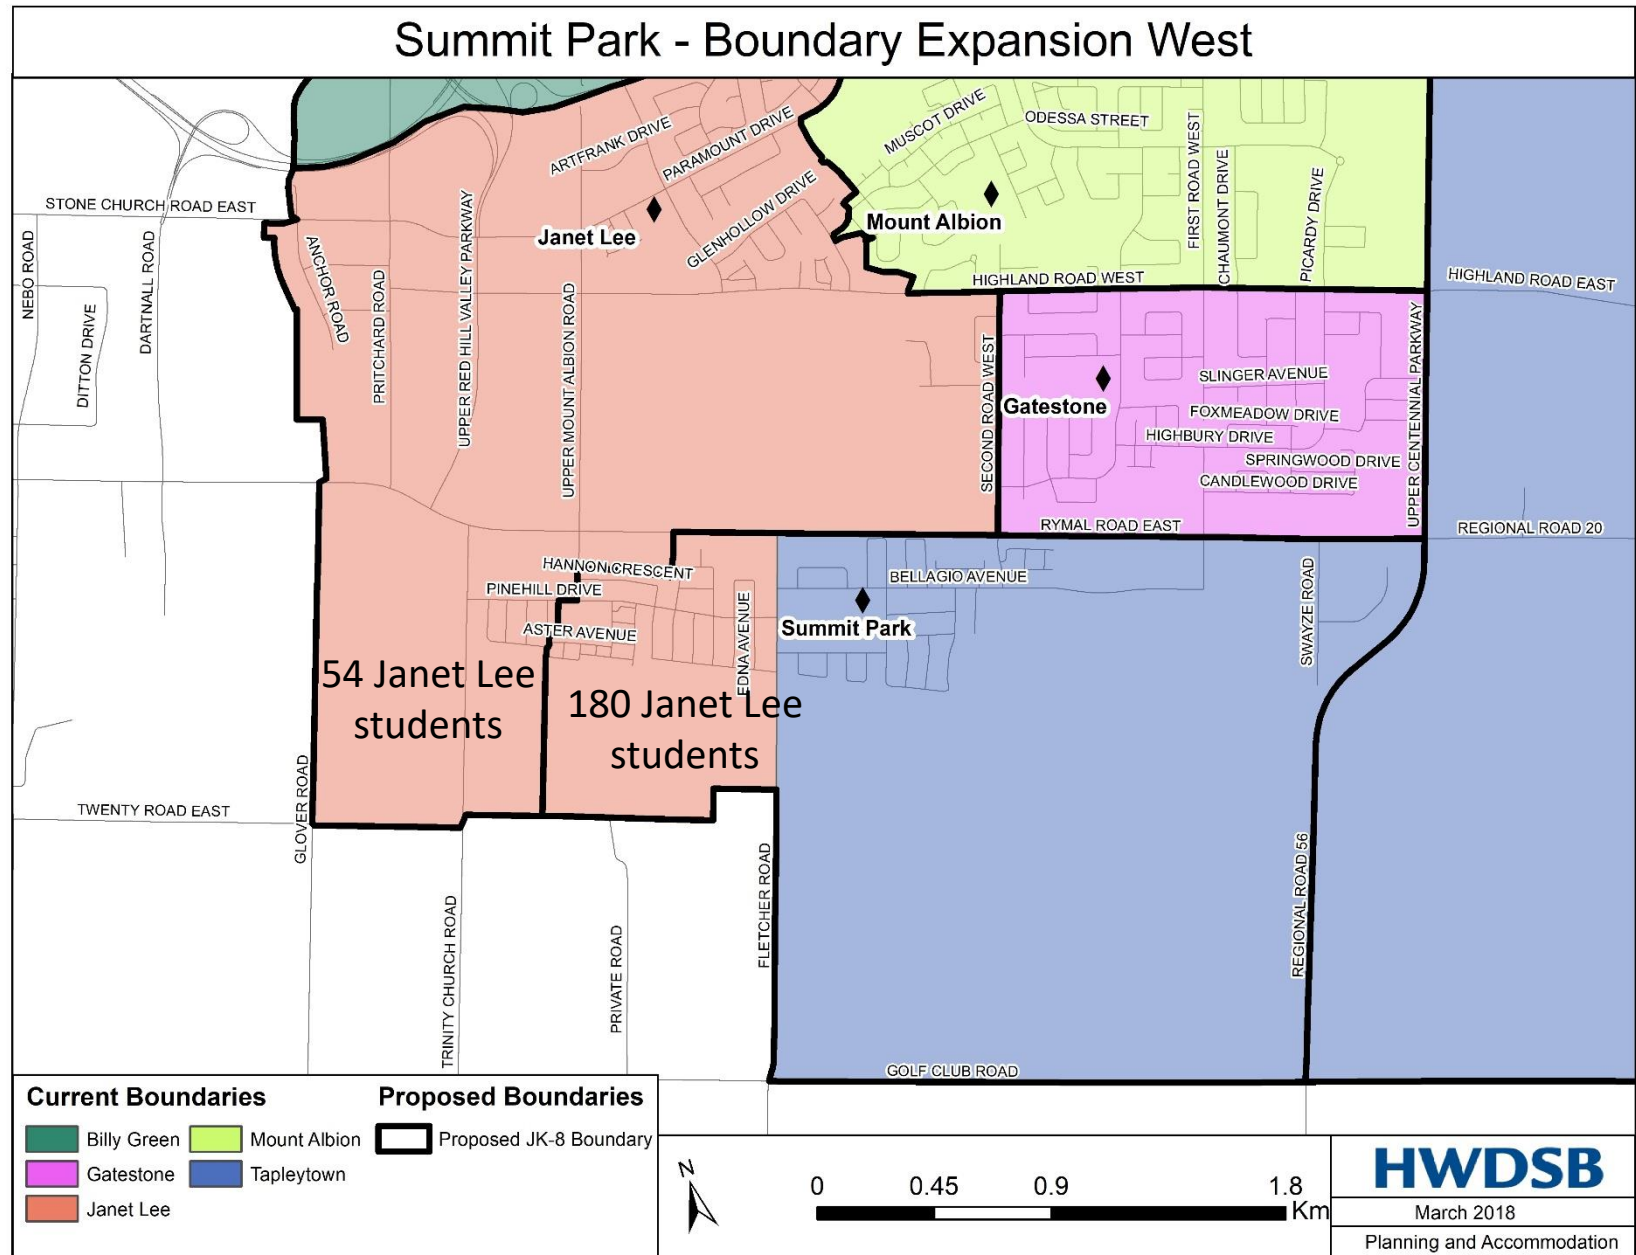 Summit Park - Boundary Expansion West
ARTFRANK DRIVE
PARAMOUNT DRIVE
MUSCOT DRIVE
ODESSA STREET
STONE CHURCH ROAD EAST
Janet Lee
GLENHOLLOW DRIVE
Mount Albion
FIRST ROAD WEST
CHAUMONT DRIVE
PICARDY DRIVE
NEBO ROAD
DITTON DRIVE
DARTNALL ROAD
ANCHOR ROAD
PRITCHARD ROAD
UPPER RED HILL VALLEY PARKWAY
UPPER MOUNT ALBION ROAD
HIGHLAND ROAD WEST
HIGHLAND ROAD EAST
SECOND ROAD WEST
Gatestone
SLINGER AVENUE
FOXMEADOW DRIVE
HIGHBURY DRIVE
SPRINGWOOD DRIVE
CANDLEWOOD DRIVE
UPPER CENTENNIAL PARKWAY
RYMAL ROAD EAST
REGIONAL ROAD 20
HANNON CRESCENT
PINEHILL DRIVE
ASTER AVENUE
EDNA AVENUE
BELLAGIO AVENUE
Summit Park
SWAYZE ROAD
54 Janet Lee
students
180 Janet Lee
students
TWENTY ROAD EAST
GLOVER ROAD
TRINITY CHURCH ROAD
PRIVATE ROAD
FLETCHER ROAD
REGIONAL ROAD 56
GOLF CLUB ROAD
Current Boundaries
Billy Green
Gatestone
Janet Lee
Mount Albion
Tapleytown
Proposed Boundaries
Proposed JK-8 Boundary
N
0 0.45 0.9 1.8
Km
HWDSB
March 2018
Planning and Accommodation